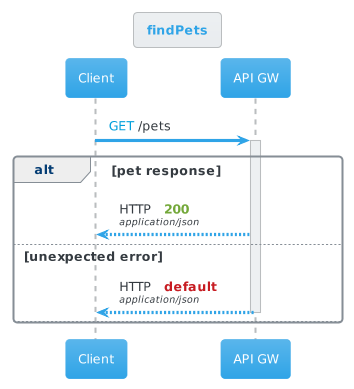 findPets
Client API GW
GET /pets
alt [pet response]
HTTP 200
application/json
[unexpected error]
HTTP default
application/json
Client API GW